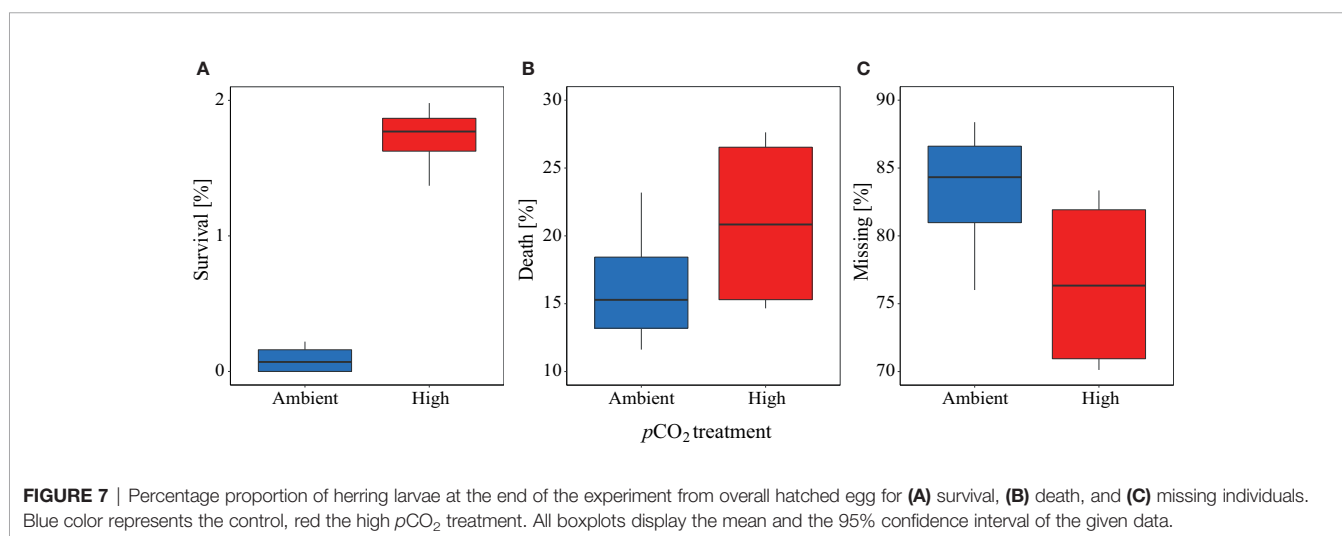 A
B
C
Survival [%]
2
1
0
Ambient
High
Death [%]
30
25
20
15
10
Ambient
High
Missing [%]
90
85
80
75
70
Ambient
High
pCO₂ treatment
FIGURE 7 | Percentage proportion of herring larvae at the end of the experiment from overall hatched egg for (A) survival, (B) death, and (C) missing individuals.
Blue color represents the control, red the high pCO₂ treatment. All boxplots display the mean and the 95% confidence interval of the given data.